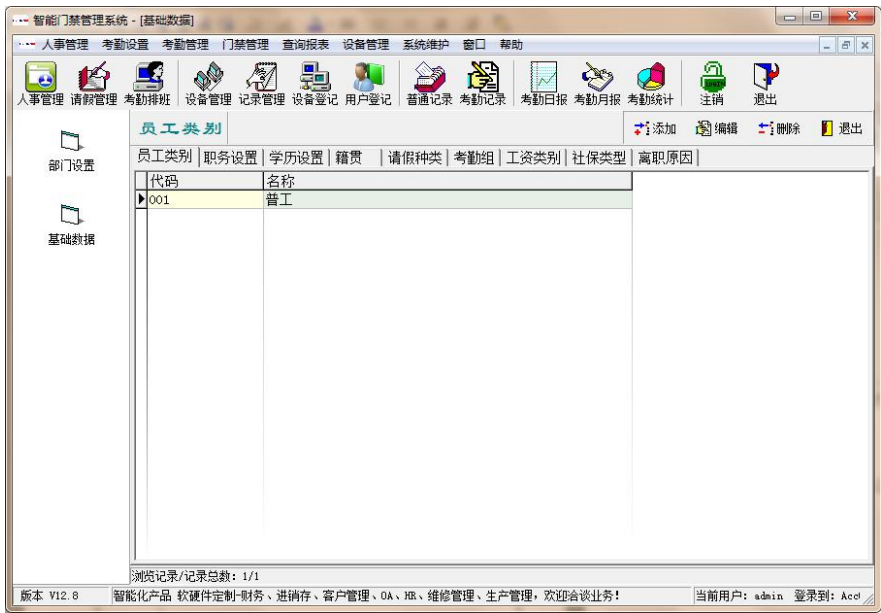 智能门禁管理系统 - [基础数据]
人事管理 考勤设置 考勤管理 门禁管理 查询报表 设备管理 系统维护 窗口 帮助
人事管理 请假管理 考勤排班 设备管理 记录管理 设备登记 用户登记 普通记录 考勤记录 考勤日报 考勤月报 考勤统计 注销 退出
员工类别 添加 编辑 删除 退出
部门设置
基础数据
员工类别 职务设置 学历设置 籍贯 请假种类 考勤组 工资类别 社保类型 离职原因
代码 名称
001 普工
浏览记录/记录总数: 1/1
版本 V12.8 智能化产品 软硬件定制-财务、进销存、客户管理、OA、HR、维修管理、生产管理,欢迎洽谈业务! 当前用户: admin 登录到: Acc